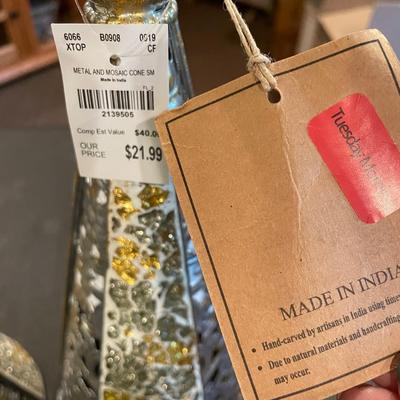 6066 B0908 0519
XTOP CF
METAL AND MOSAIC CONE SM
Made in India
FL 2
2139505
Comp Est Value $40.00
OUR
PRICE $21.99
Tuesday
MADE IN INDIA
• Hand-carved by artisans in India using
• Due to natural materials and handcrafting
may occur.